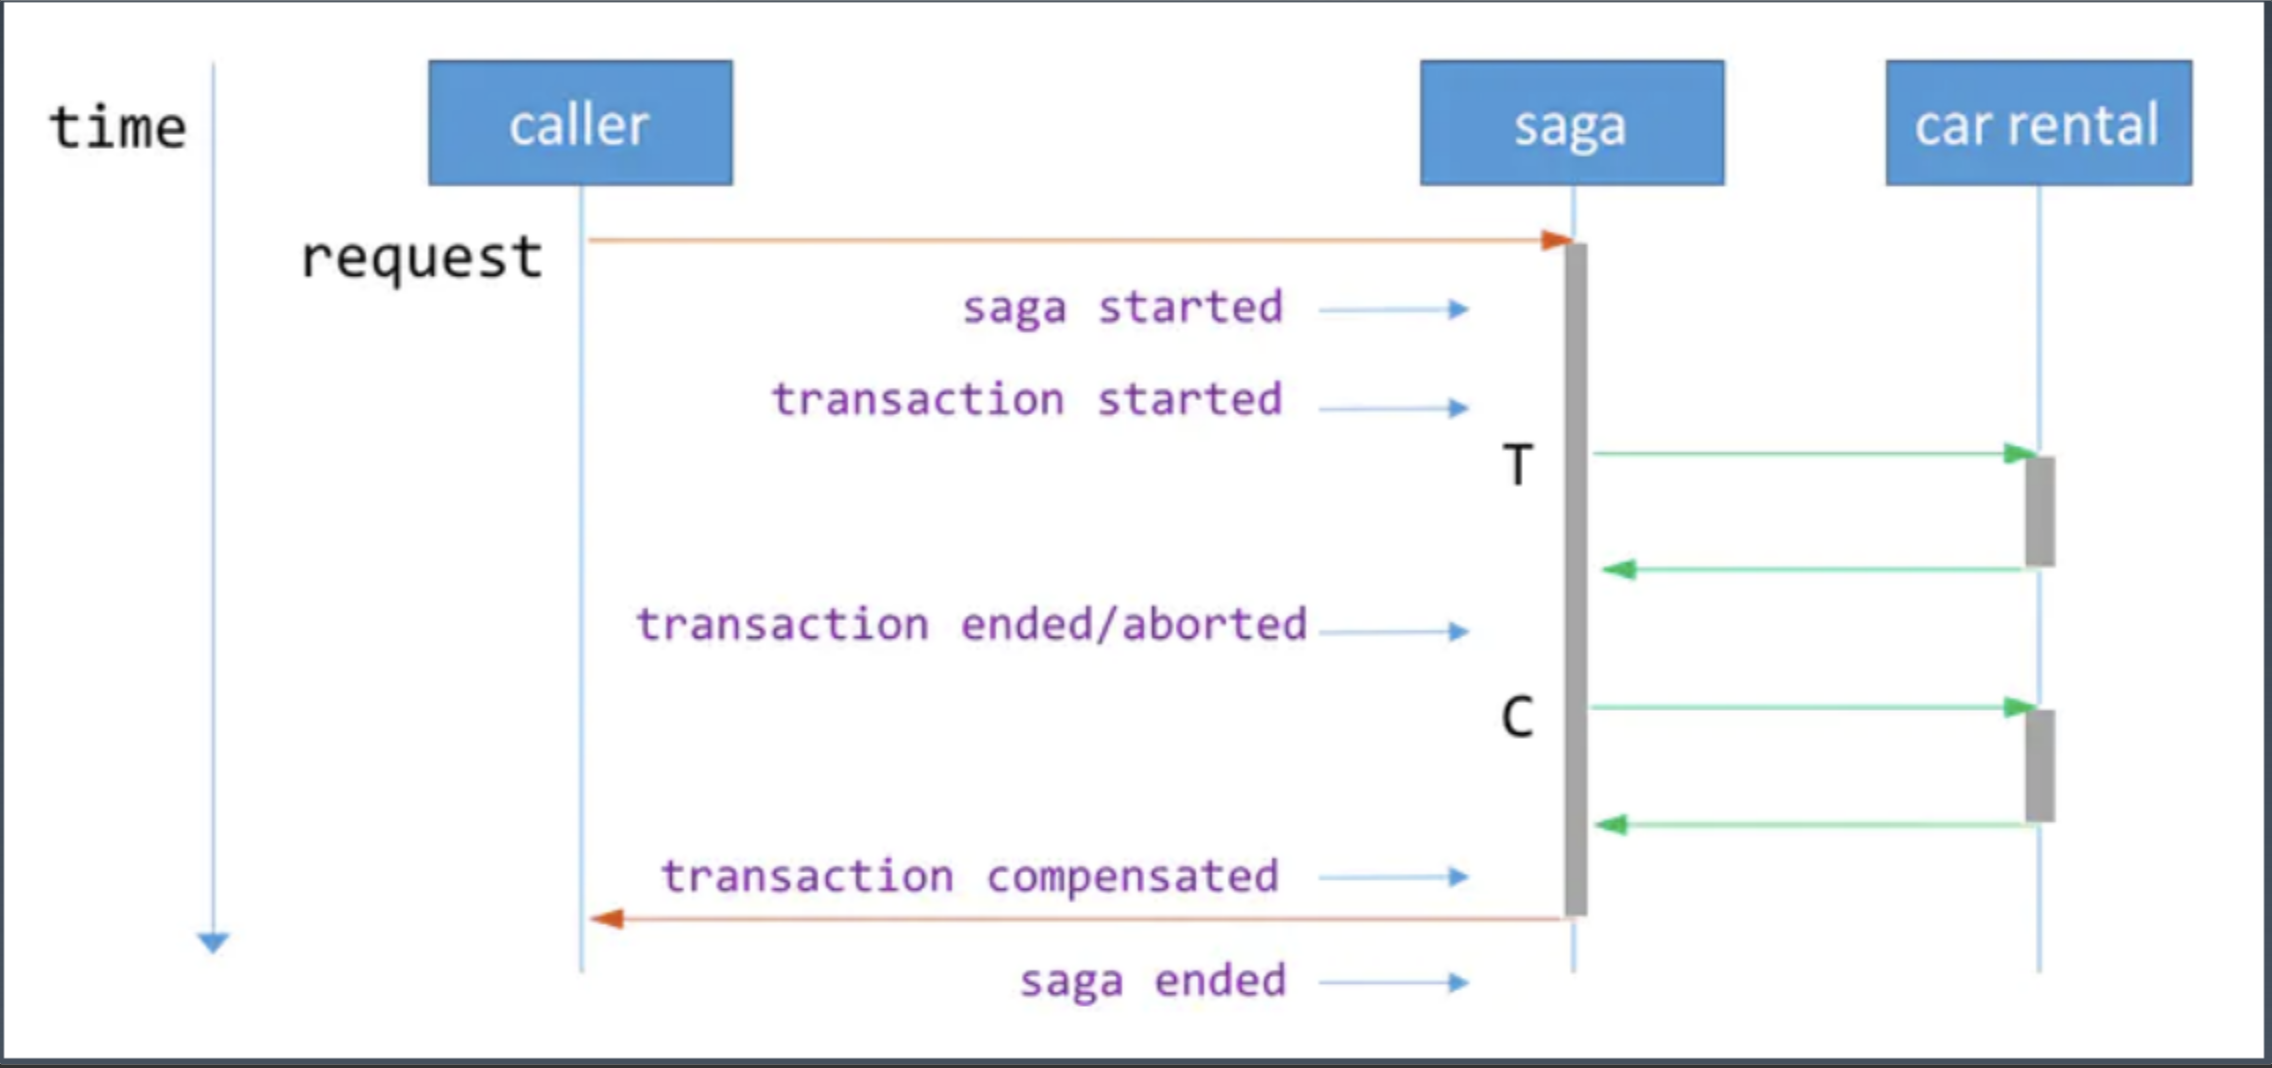 time
caller
saga
car rental
request
saga started
transaction started
T
transaction ended/aborted
C
transaction compensated
saga ended